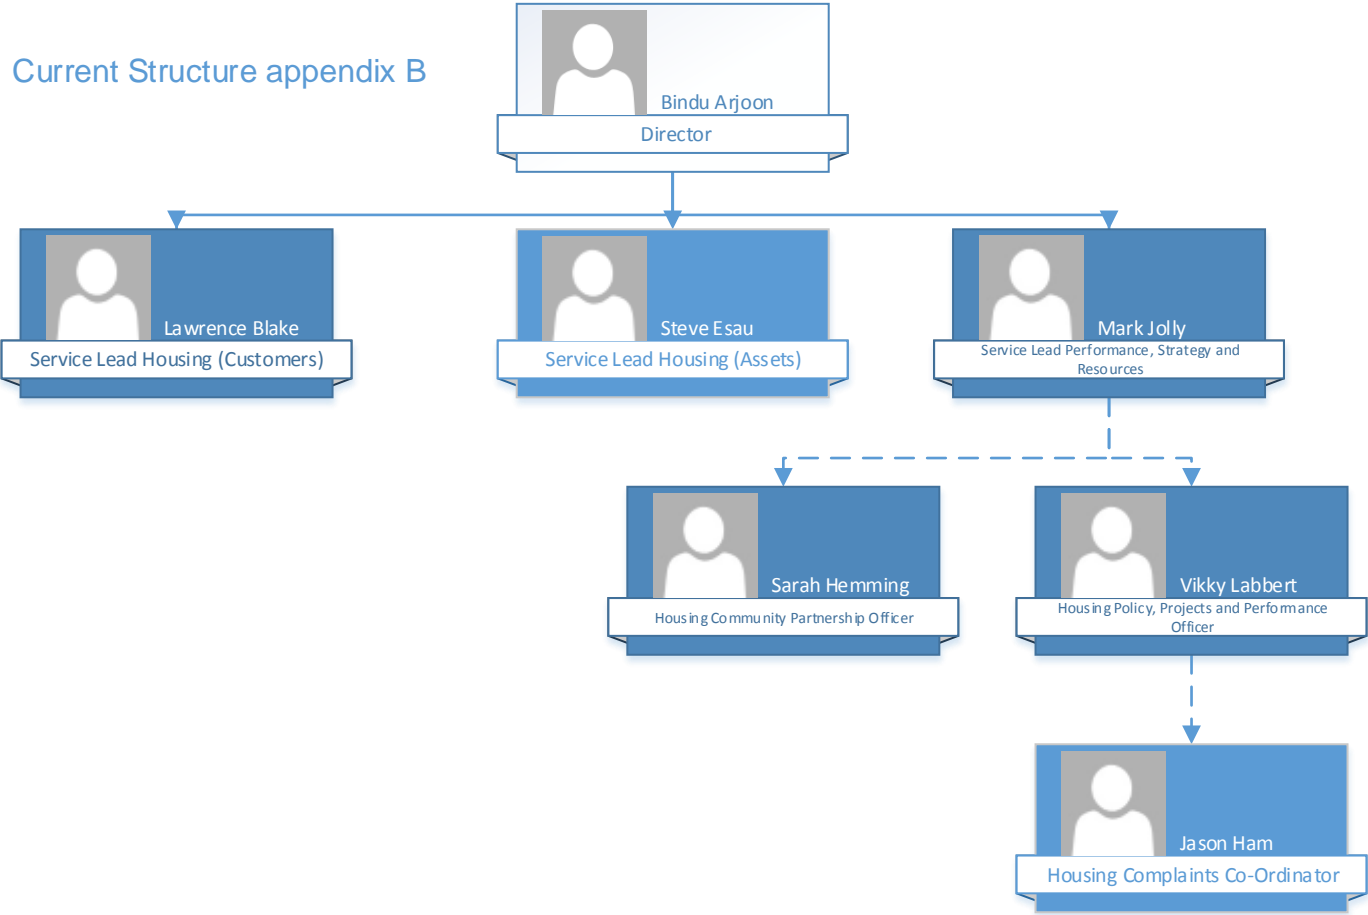 Current Structure appendix B
Bindu Arjoon
Director
Lawrence Blake
Service Lead Housing (Customers)
Steve Esau
Service Lead Housing (Assets)
Mark Jolly
Service Lead Performance, Strategy and
Resources
Sarah Hemming
Housing Community Partnership Officer
Vikky Labbert
Housing Policy, Projects and Performance
Officer
Jason Ham
Housing Complaints Co-Ordinator